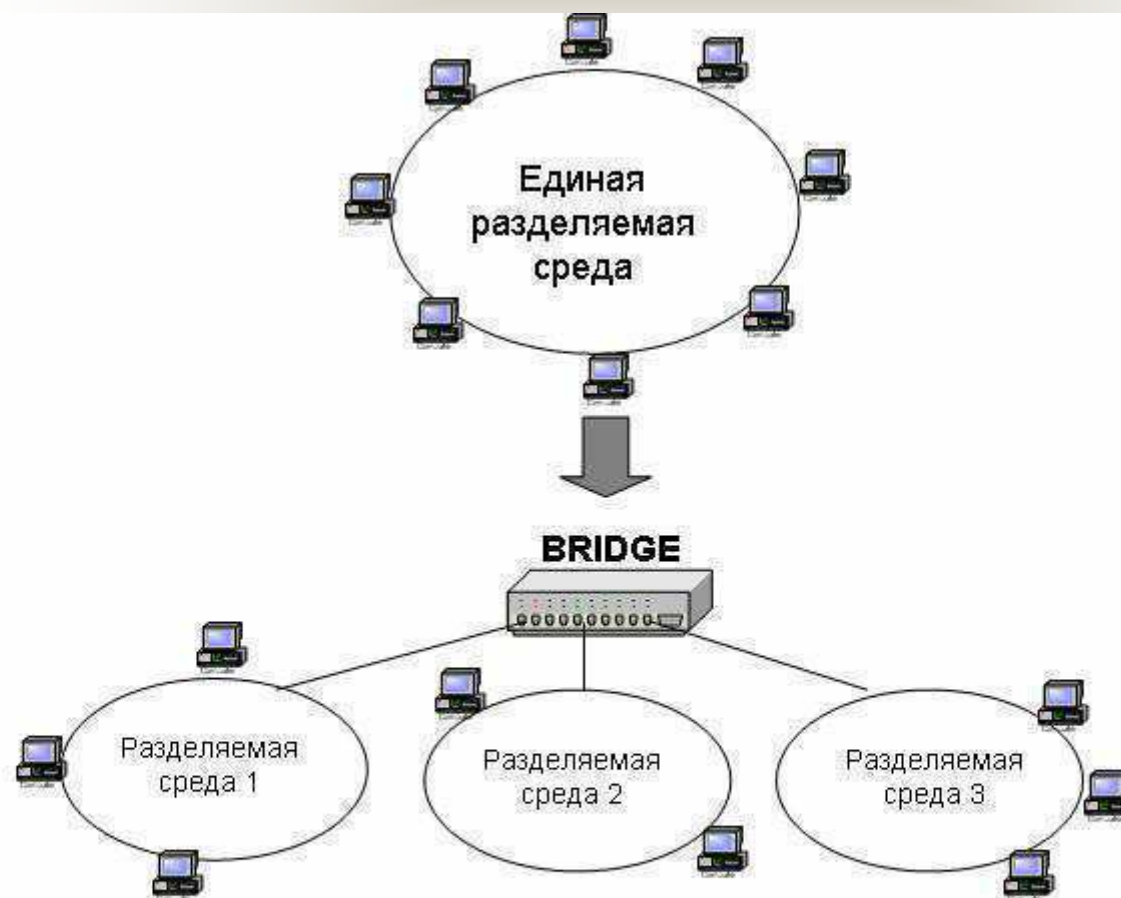 Единая
разделяемая
среда
BRIDGE
Разделяемая
среда 1
Разделяемая
среда 2
Разделяемая
среда 3